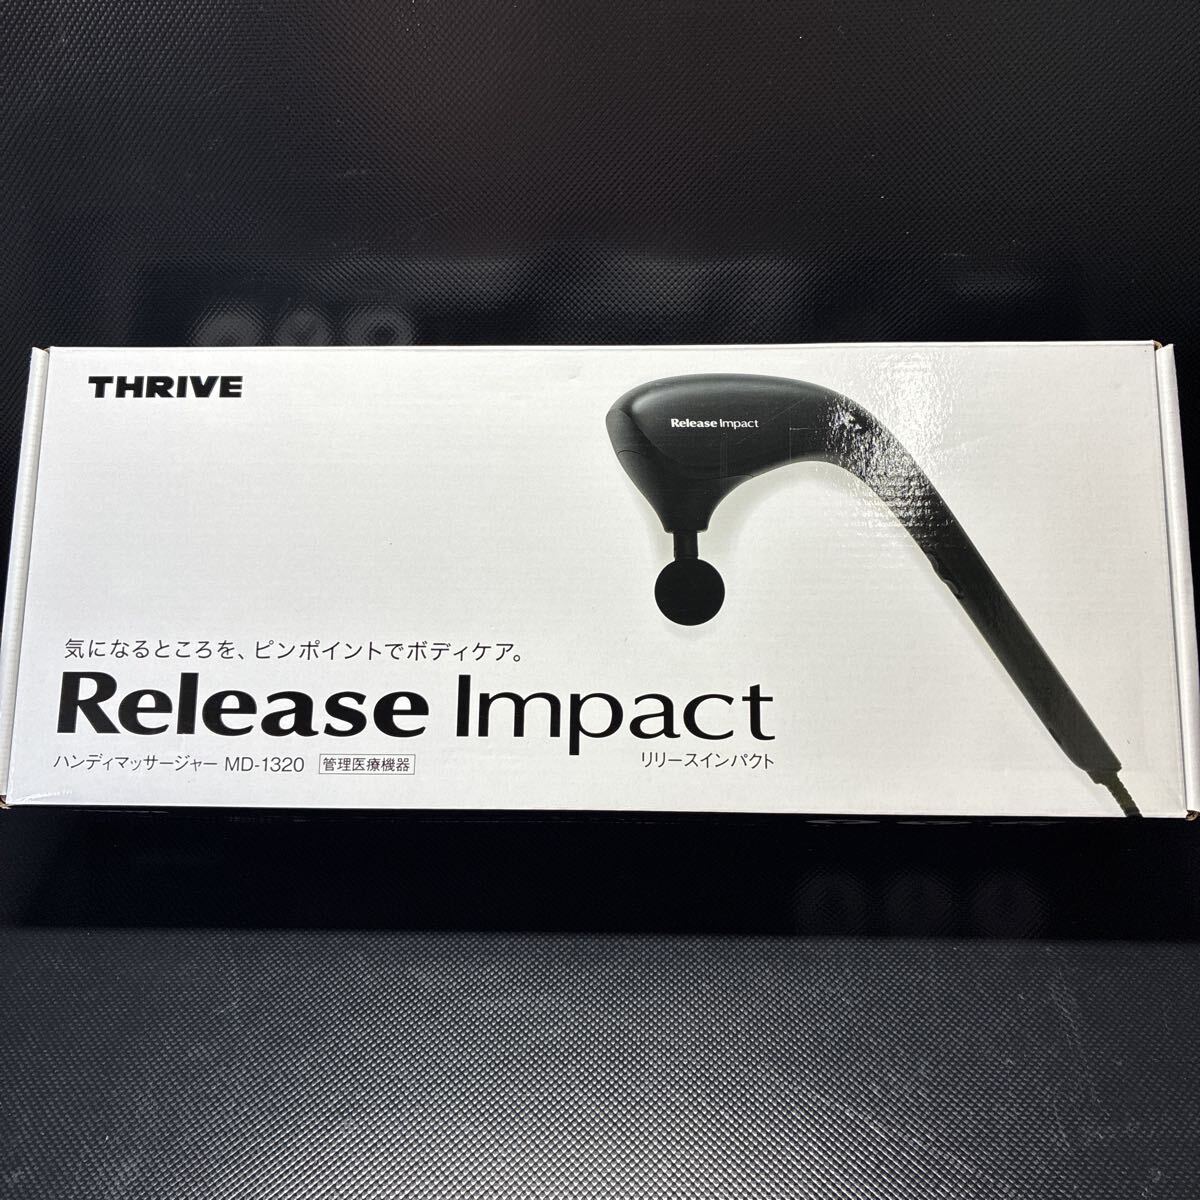 THRIVE
Release Impact
気になるところを、ピンポイントでボディケア。
Release Impact
ハンディマッサージャー MD-1320 管理医療機器
リリースインパクト